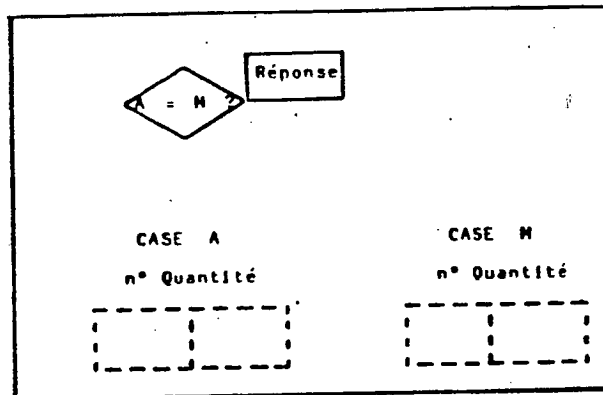 Réponse
A = M ?
CASE A
CASE M
n° Quantité
n° Quantité